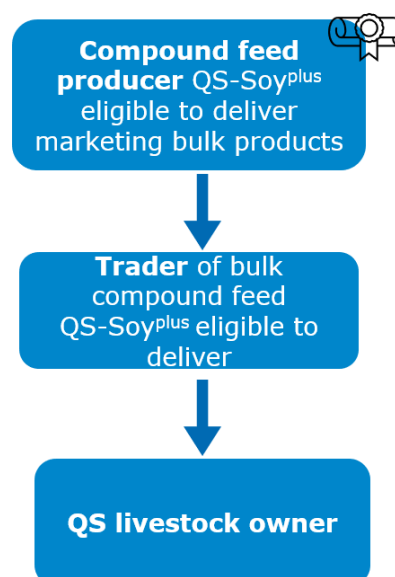 Compound feed
producer QS-Soyplus
eligible to deliver
marketing bulk products
Trader of bulk
compound feed
QS-Soyplus eligible to
deliver
QS livestock owner